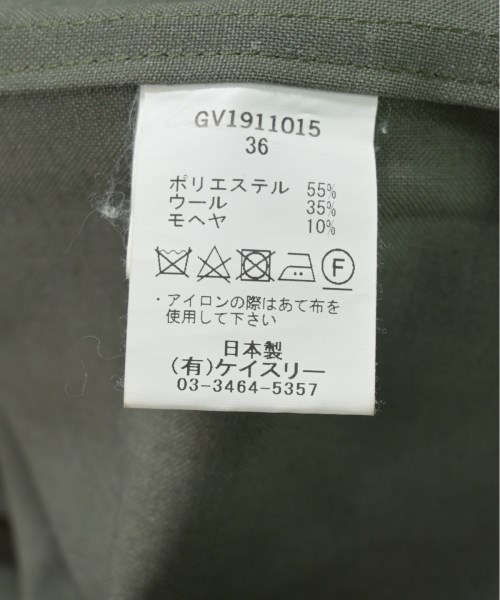 GV1911015
36
ポリエステル 55%
ウール 35%
モヘヤ 10%
F
・アイロンの際はあて布を
使用して下さい
日本製
(有)ケイスリー
03-3464-5357